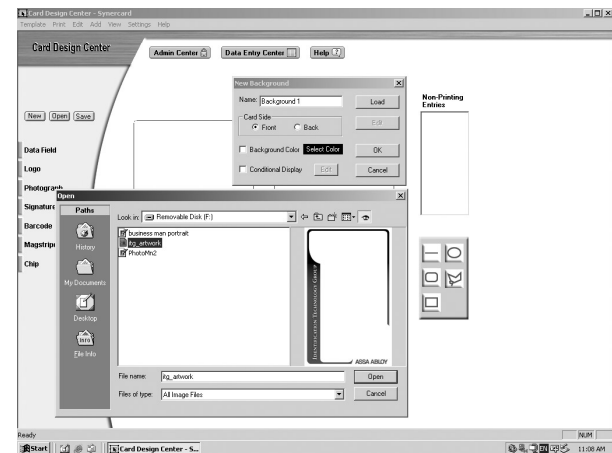 Card Design Center - Synercard
Template Print Edit Add View Settings Help
Card Design Center
Admin Center
Data Entry Center
Help
New Open Save
Data Field
Logo
Photograph
Signature
Barcode
Magstripe
Chip
New Background
Name: Background 1
Load
Card Side
Front Back
Edit
Background Color Select Color
OK
Conditional Display Edit
Cancel
Non-Printing
Entries
Open
Paths
History
My Documents
Desktop
Info
File Info
Look in: Removable Disk (F:)
business man portrait
itg_artwork
PhotoMn2
IDENTIFICATION TECHNOLOGY GROUP
ASSA ABLOY
File name: itg_artwork
Open
Files of type: All Image Files
Cancel
Ready
NUM
Start
Card Design Center - S...
EN
11:08 AM